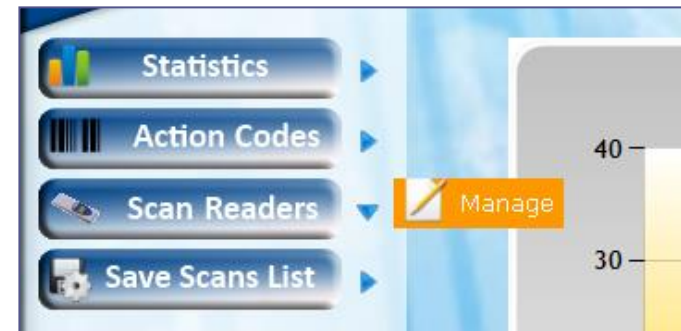 Statistics
Action Codes
Scan Readers
Manage
Save Scans List
40
30